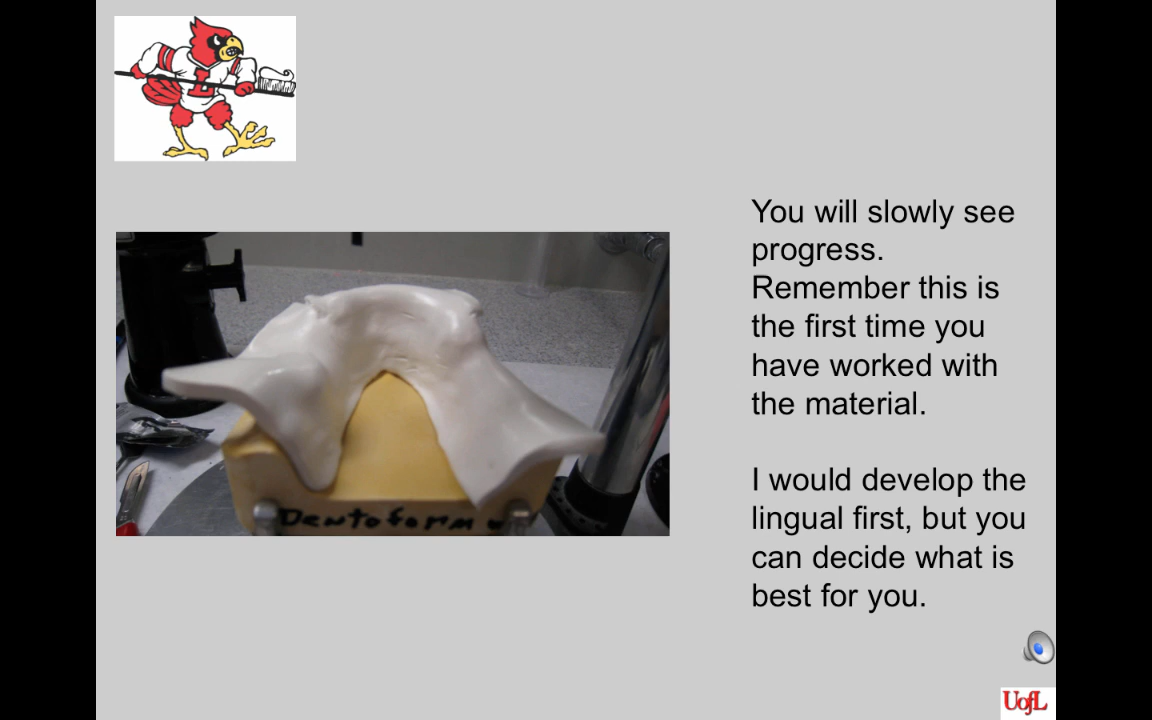 L
You will slowly see
progress.
Remember this is
the first time you
have worked with
the material.
I would develop the
lingual first, but you
can decide what is
best for you.
Dentoform
UofL